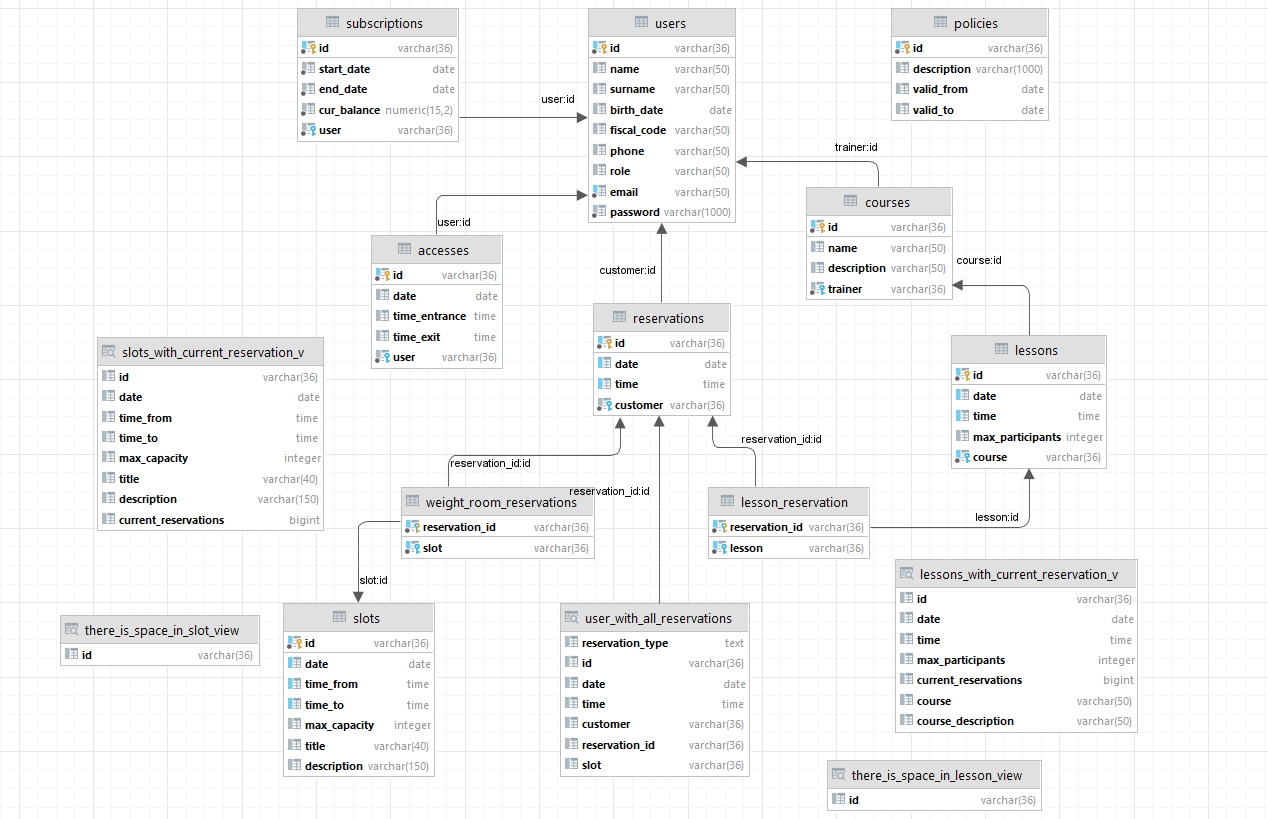 subscriptions
id varchar(36)
start_date date
end_date date
cur_balance numeric(15,2)
user varchar(36)
user:id
users
id varchar(36)
name varchar(50)
surname varchar(50)
birth_date date
fiscal_code varchar(50)
phone varchar(50)
role varchar(50)
email varchar(50)
password varchar(1000)
policies
id varchar(36)
description varchar(1000)
valid_from date
valid_to date
trainer:id
courses
id varchar(36)
name varchar(50)
description varchar(50)
trainer varchar(36)
user:id
accesses
id varchar(36)
date date
time_entrance time
time_exit time
user varchar(36)
customer:id
course:id
reservations
id varchar(36)
date date
time time
customer varchar(36)
slots_with_current_reservation_v
id varchar(36)
date date
time_from time
time_to time
max_capacity integer
title varchar(40)
description varchar(150)
current_reservations bigint
lessons
id varchar(36)
date date
time time
max_participants integer
course varchar(36)
reservation_id:id
reservation_id:id
reservation_id:id
weight_room_reservations
reservation_id varchar(36)
slot varchar(36)
lesson_reservation
reservation_id varchar(36)
lesson varchar(36)
lesson:id
slot:id
there_is_space_in_slot_view
id varchar(36)
slots
id varchar(36)
date date
time_from time
time_to time
max_capacity integer
title varchar(40)
description varchar(150)
user_with_all_reservations
reservation_type text
id varchar(36)
date date
time time
customer varchar(36)
reservation_id varchar(36)
slot varchar(36)
lessons_with_current_reservation_v
id varchar(36)
date date
time time
max_participants integer
current_reservations bigint
course varchar(50)
course_description varchar(50)
there_is_space_in_lesson_view
id varchar(36)